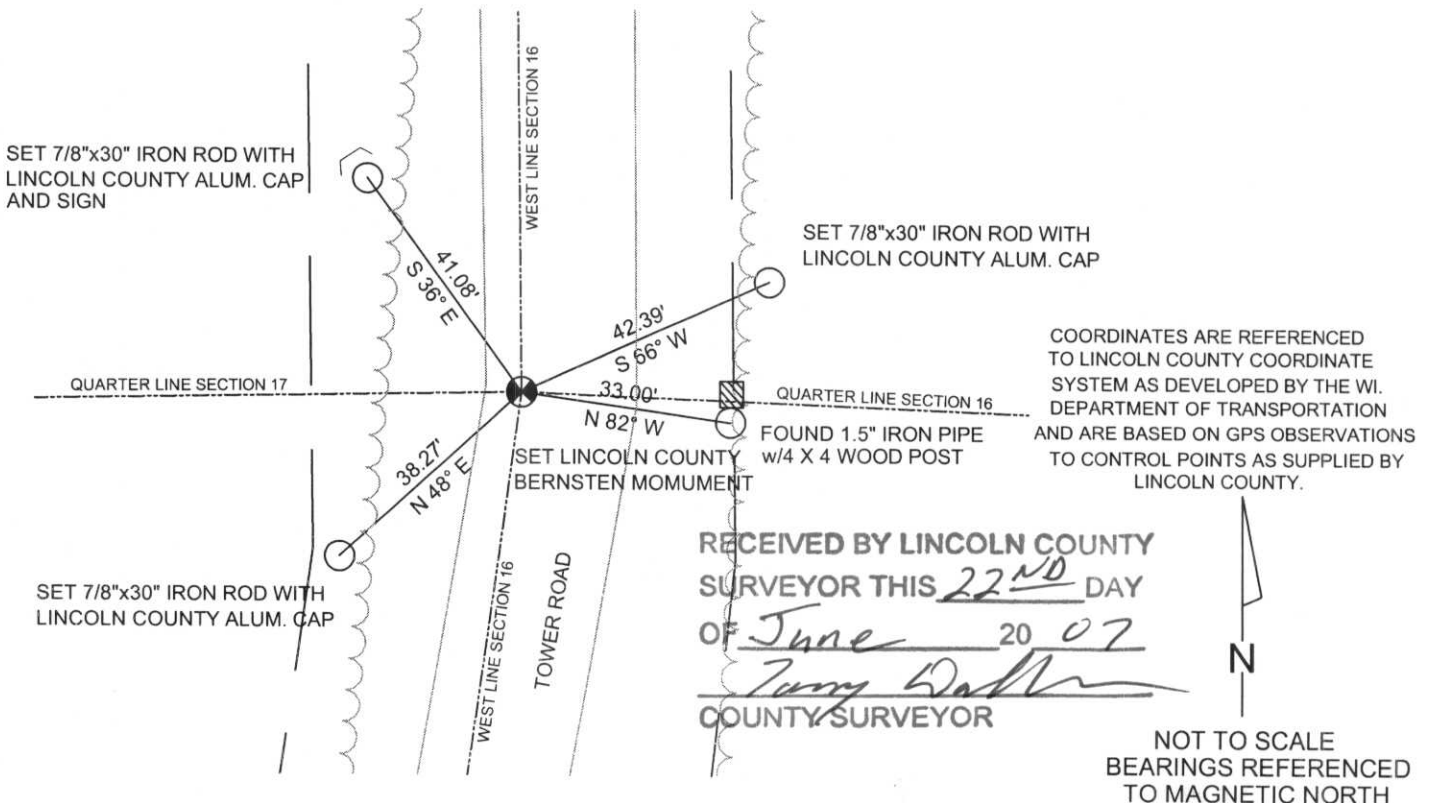 WEST LINE SECTION 16
SET 7/8"x30" IRON ROD WITH
LINCOLN COUNTY ALUM. CAP
AND SIGN
41.08'
S 36° E
SET 7/8"x30" IRON ROD WITH
LINCOLN COUNTY ALUM. CAP
42.39'
S 66° W
QUARTER LINE SECTION 17
33.00'
N 82° W
QUARTER LINE SECTION 16
FOUND 1.5" IRON PIPE
w/4 X 4 WOOD POST
COORDINATES ARE REFERENCED
TO LINCOLN COUNTY COORDINATE
SYSTEM AS DEVELOPED BY THE WI.
DEPARTMENT OF TRANSPORTATION
AND ARE BASED ON GPS OBSERVATIONS
TO CONTROL POINTS AS SUPPLIED BY
LINCOLN COUNTY.
SET LINCOLN COUNTY
BERNSTEN MOMUMENT
38.27'
N 48° E
SET 7/8"x30" IRON ROD WITH
LINCOLN COUNTY ALUM. CAP
WEST LINE SECTION 16
TOWER ROAD
RECEIVED BY LINCOLN COUNTY
SURVEYOR THIS 22ND DAY
OF June 20 07
COUNTY SURVEYOR
N
NOT TO SCALE
BEARINGS REFERENCED
TO MAGNETIC NORTH